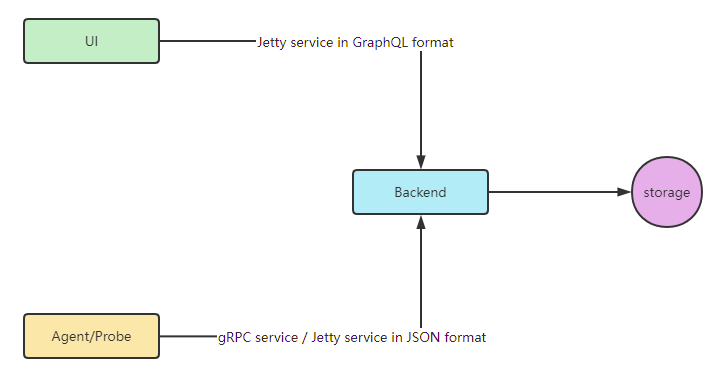 UI
Jetty service in GraphQL format
Backend
storage
Agent/Probe
gRPC service / Jetty service in JSON format